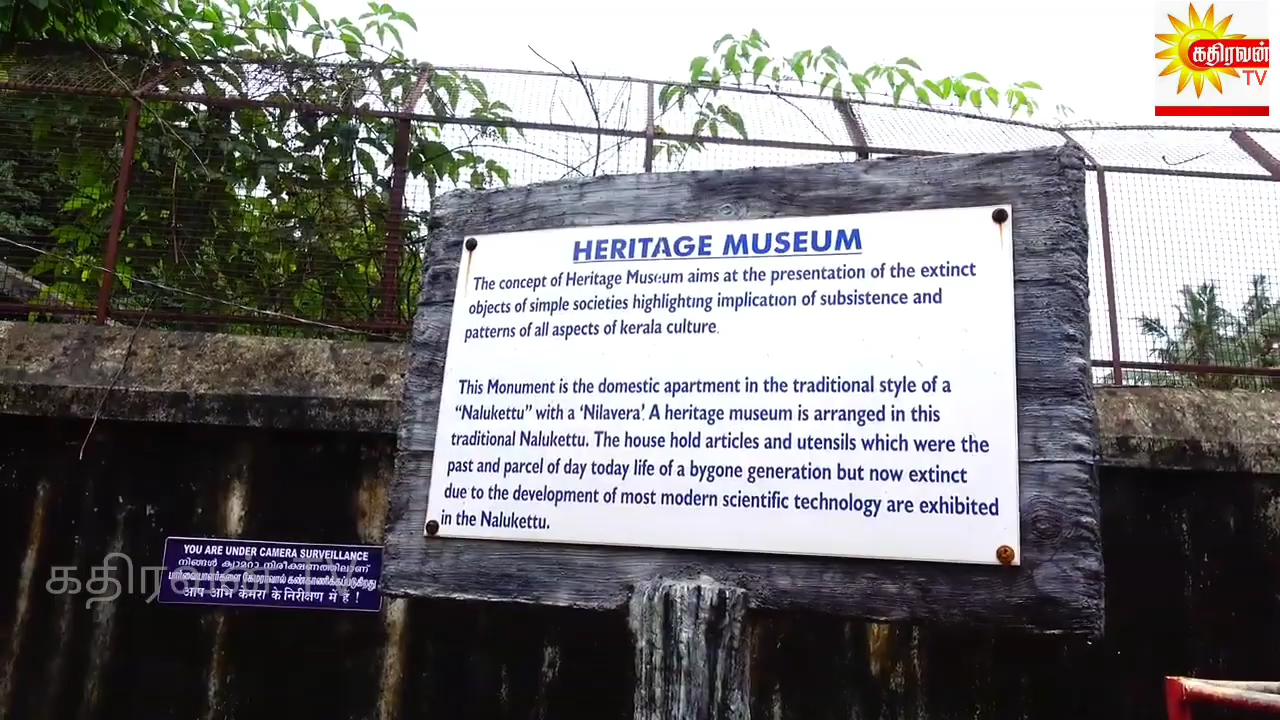 கதிரவன்
TV
HERITAGE MUSEUM
The concept of Heritage Museum aims at the presentation of the extinct
objects of simple societies highlighting implication of subsistence and
patterns of all aspects of kerala culture.
This Monument is the domestic apartment in the traditional style of a
“Nalukettu” with a ‘Nilavera’. A heritage museum is arranged in this
traditional Nalukettu. The house hold articles and utensils which were the
past and parcel of day today life of a bygone generation but now extinct
due to the development of most modern scientific technology are exhibited
in the Nalukettu.
YOU ARE UNDER CAMERA SURVEILLANCE
നിങ്ങൾ ക്യാമറാ നിരീക്ഷണത്തിലാണ്
आप अभि केमरा के निरीक्षण में है !